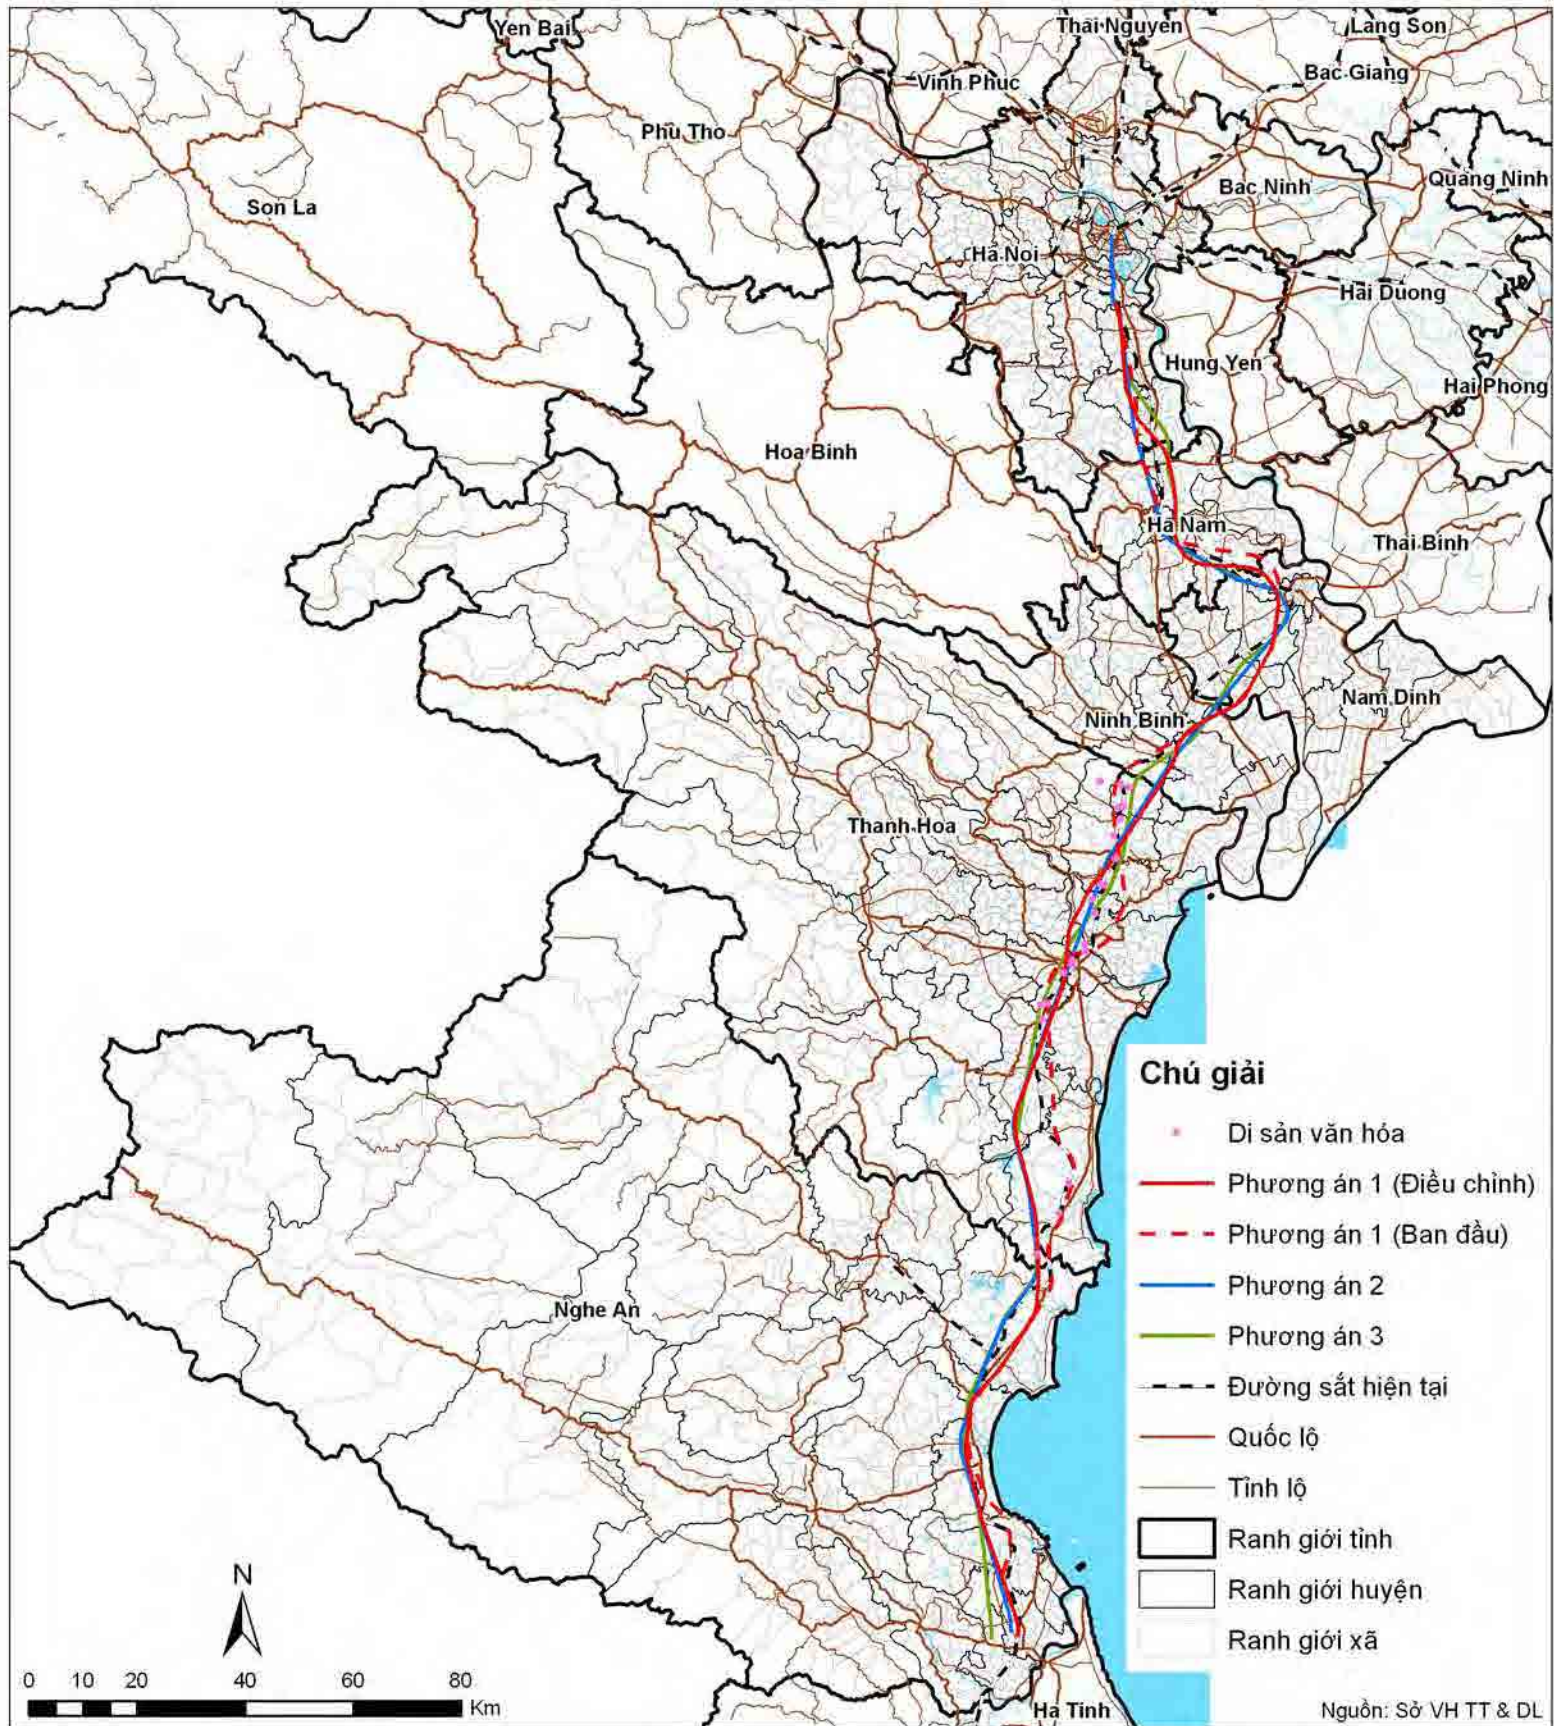 Yen Bai
Thai Nguyen
Lang Son
Bac Giang
Vinh Phuc
Phu Tho
Quang Ninh
Bac Ninh
Son La
Ha Noi
Hai Duong
Hung Yen
Hai Phong
Hoa Binh
Ha Nam
Thai Binh
Nam Dinh
Ninh Binh
Thanh Hoa
Nghe An
Ha Tinh
Chú giải
Di sản văn hóa
Phương án 1 (Điều chỉnh)
Phương án 1 (Ban đầu)
Phương án 2
Phương án 3
Đường sắt hiện tại
Quốc lộ
Tỉnh lộ
Ranh giới tỉnh
Ranh giới huyện
Ranh giới xã
N
0 10 20 40 60 80
Km
Nguồn: Sở VH TT & DL